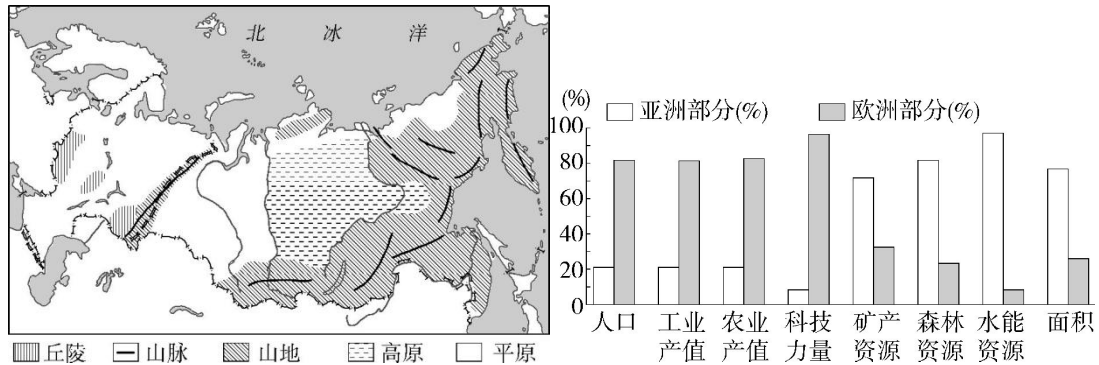 北冰洋
丘陵 山脉 山地 高原 平原
(%) 亚洲部分(%) 欧洲部分(%)
100
80
60
40
20
0
人口 工业产值 农业产值 科技力量 矿产资源 森林资源 水能资源 面积